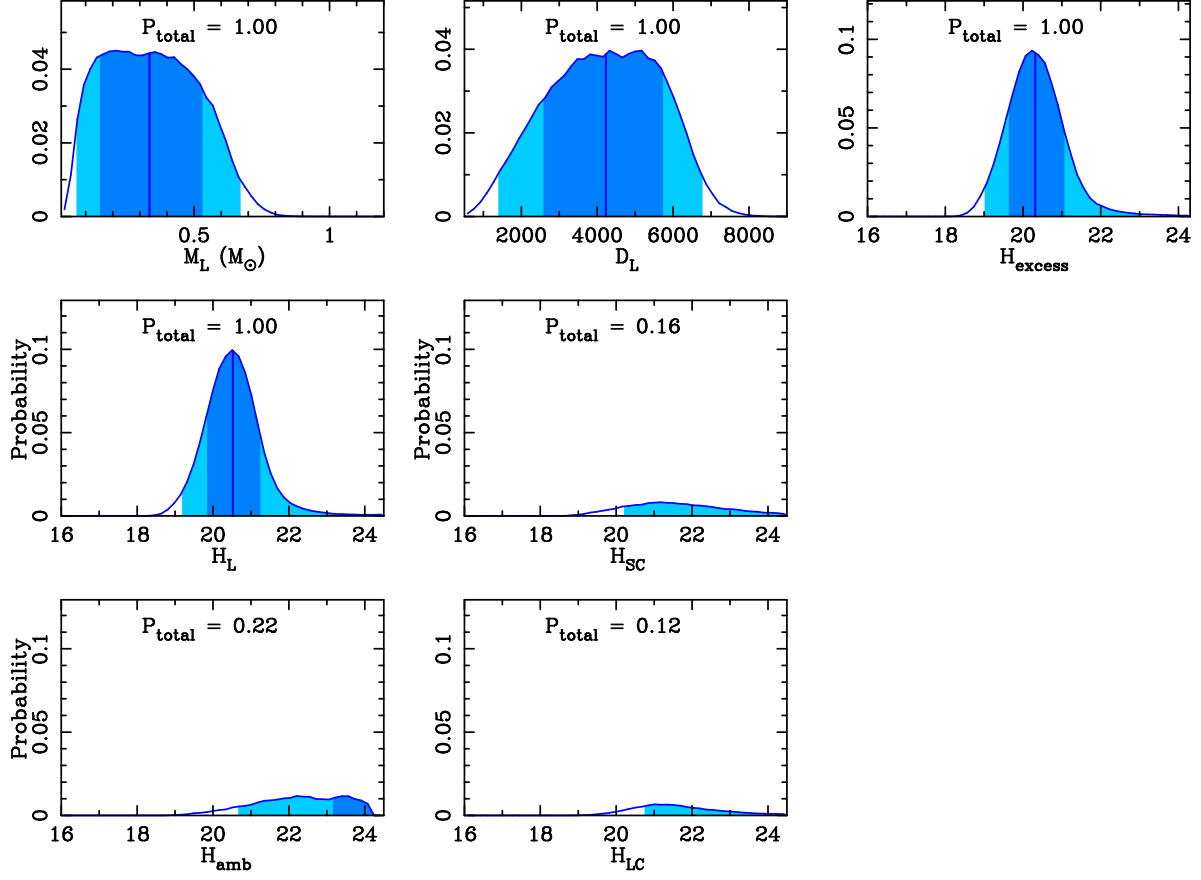 P_total = 1.00
0 0.02 0.04
0.5 1
M_L (M_⊙)
P_total = 1.00
0 0.02 0.04
2000 4000 6000 8000
D_L
P_total = 1.00
0 0.05 0.1
16 18 20 22 24
H_excess
P_total = 1.00
Probability
0 0.05 0.1
16 18 20 22 24
H_L
P_total = 0.16
Probability
0 0.05 0.1
16 18 20 22 24
H_SC
P_total = 0.22
Probability
0 0.05 0.1
16 18 20 22 24
H_amb
P_total = 0.12
0 0.05 0.1
16 18 20 22 24
H_LC